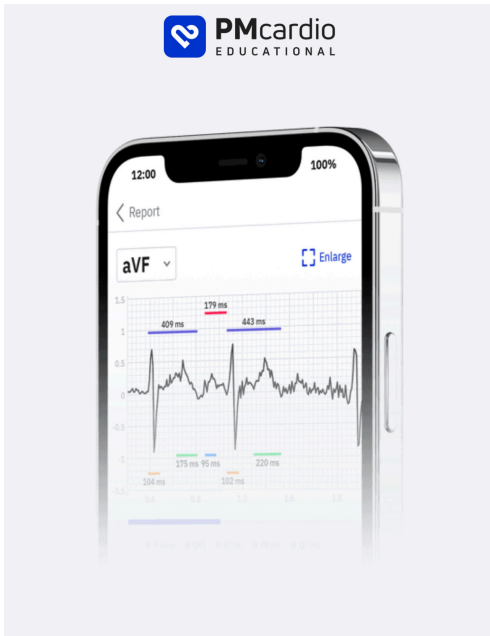 PMcardio
EDUCATIONAL
12:00
100%
Report
aVF
Enlarge
1.5
179 ms
409 ms
443 ms
1
0.5
0
-0.5
-1
175 ms
95 ms
220 ms
104 ms
102 ms